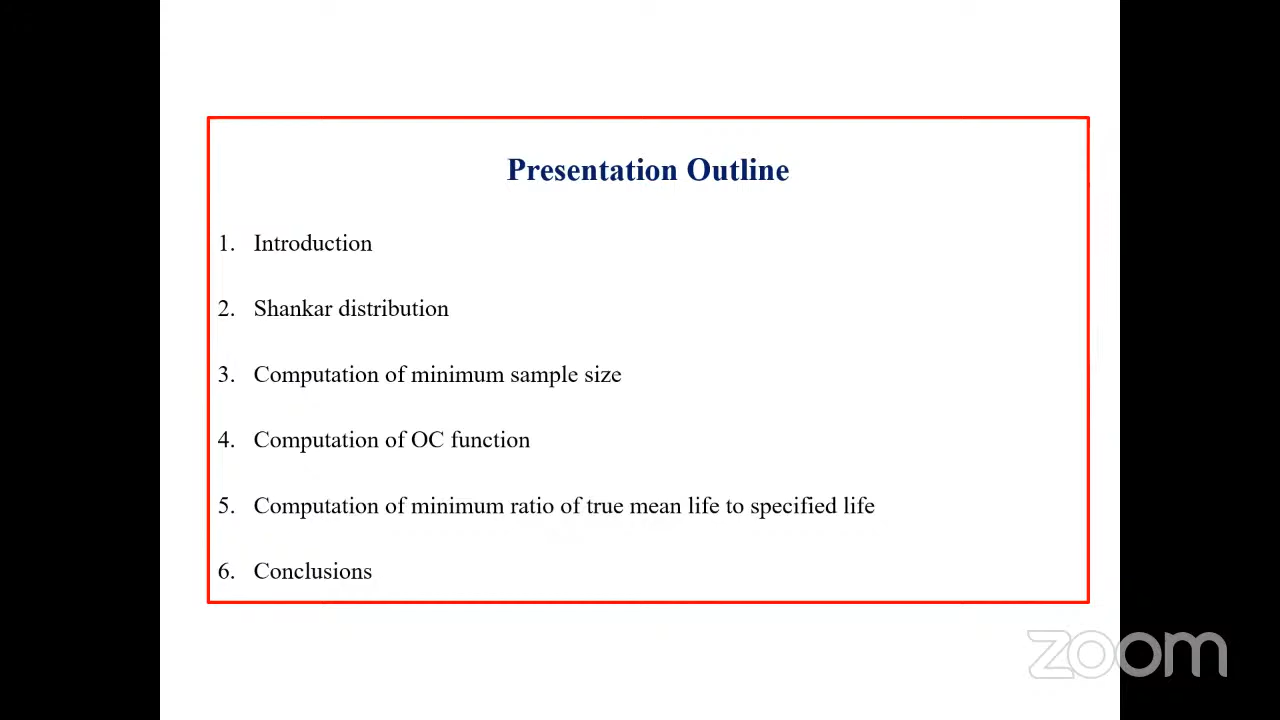 Presentation Outline
1. Introduction
2. Shankar distribution
3. Computation of minimum sample size
4. Computation of OC function
5. Computation of minimum ratio of true mean life to specified life
6. Conclusions
zoom